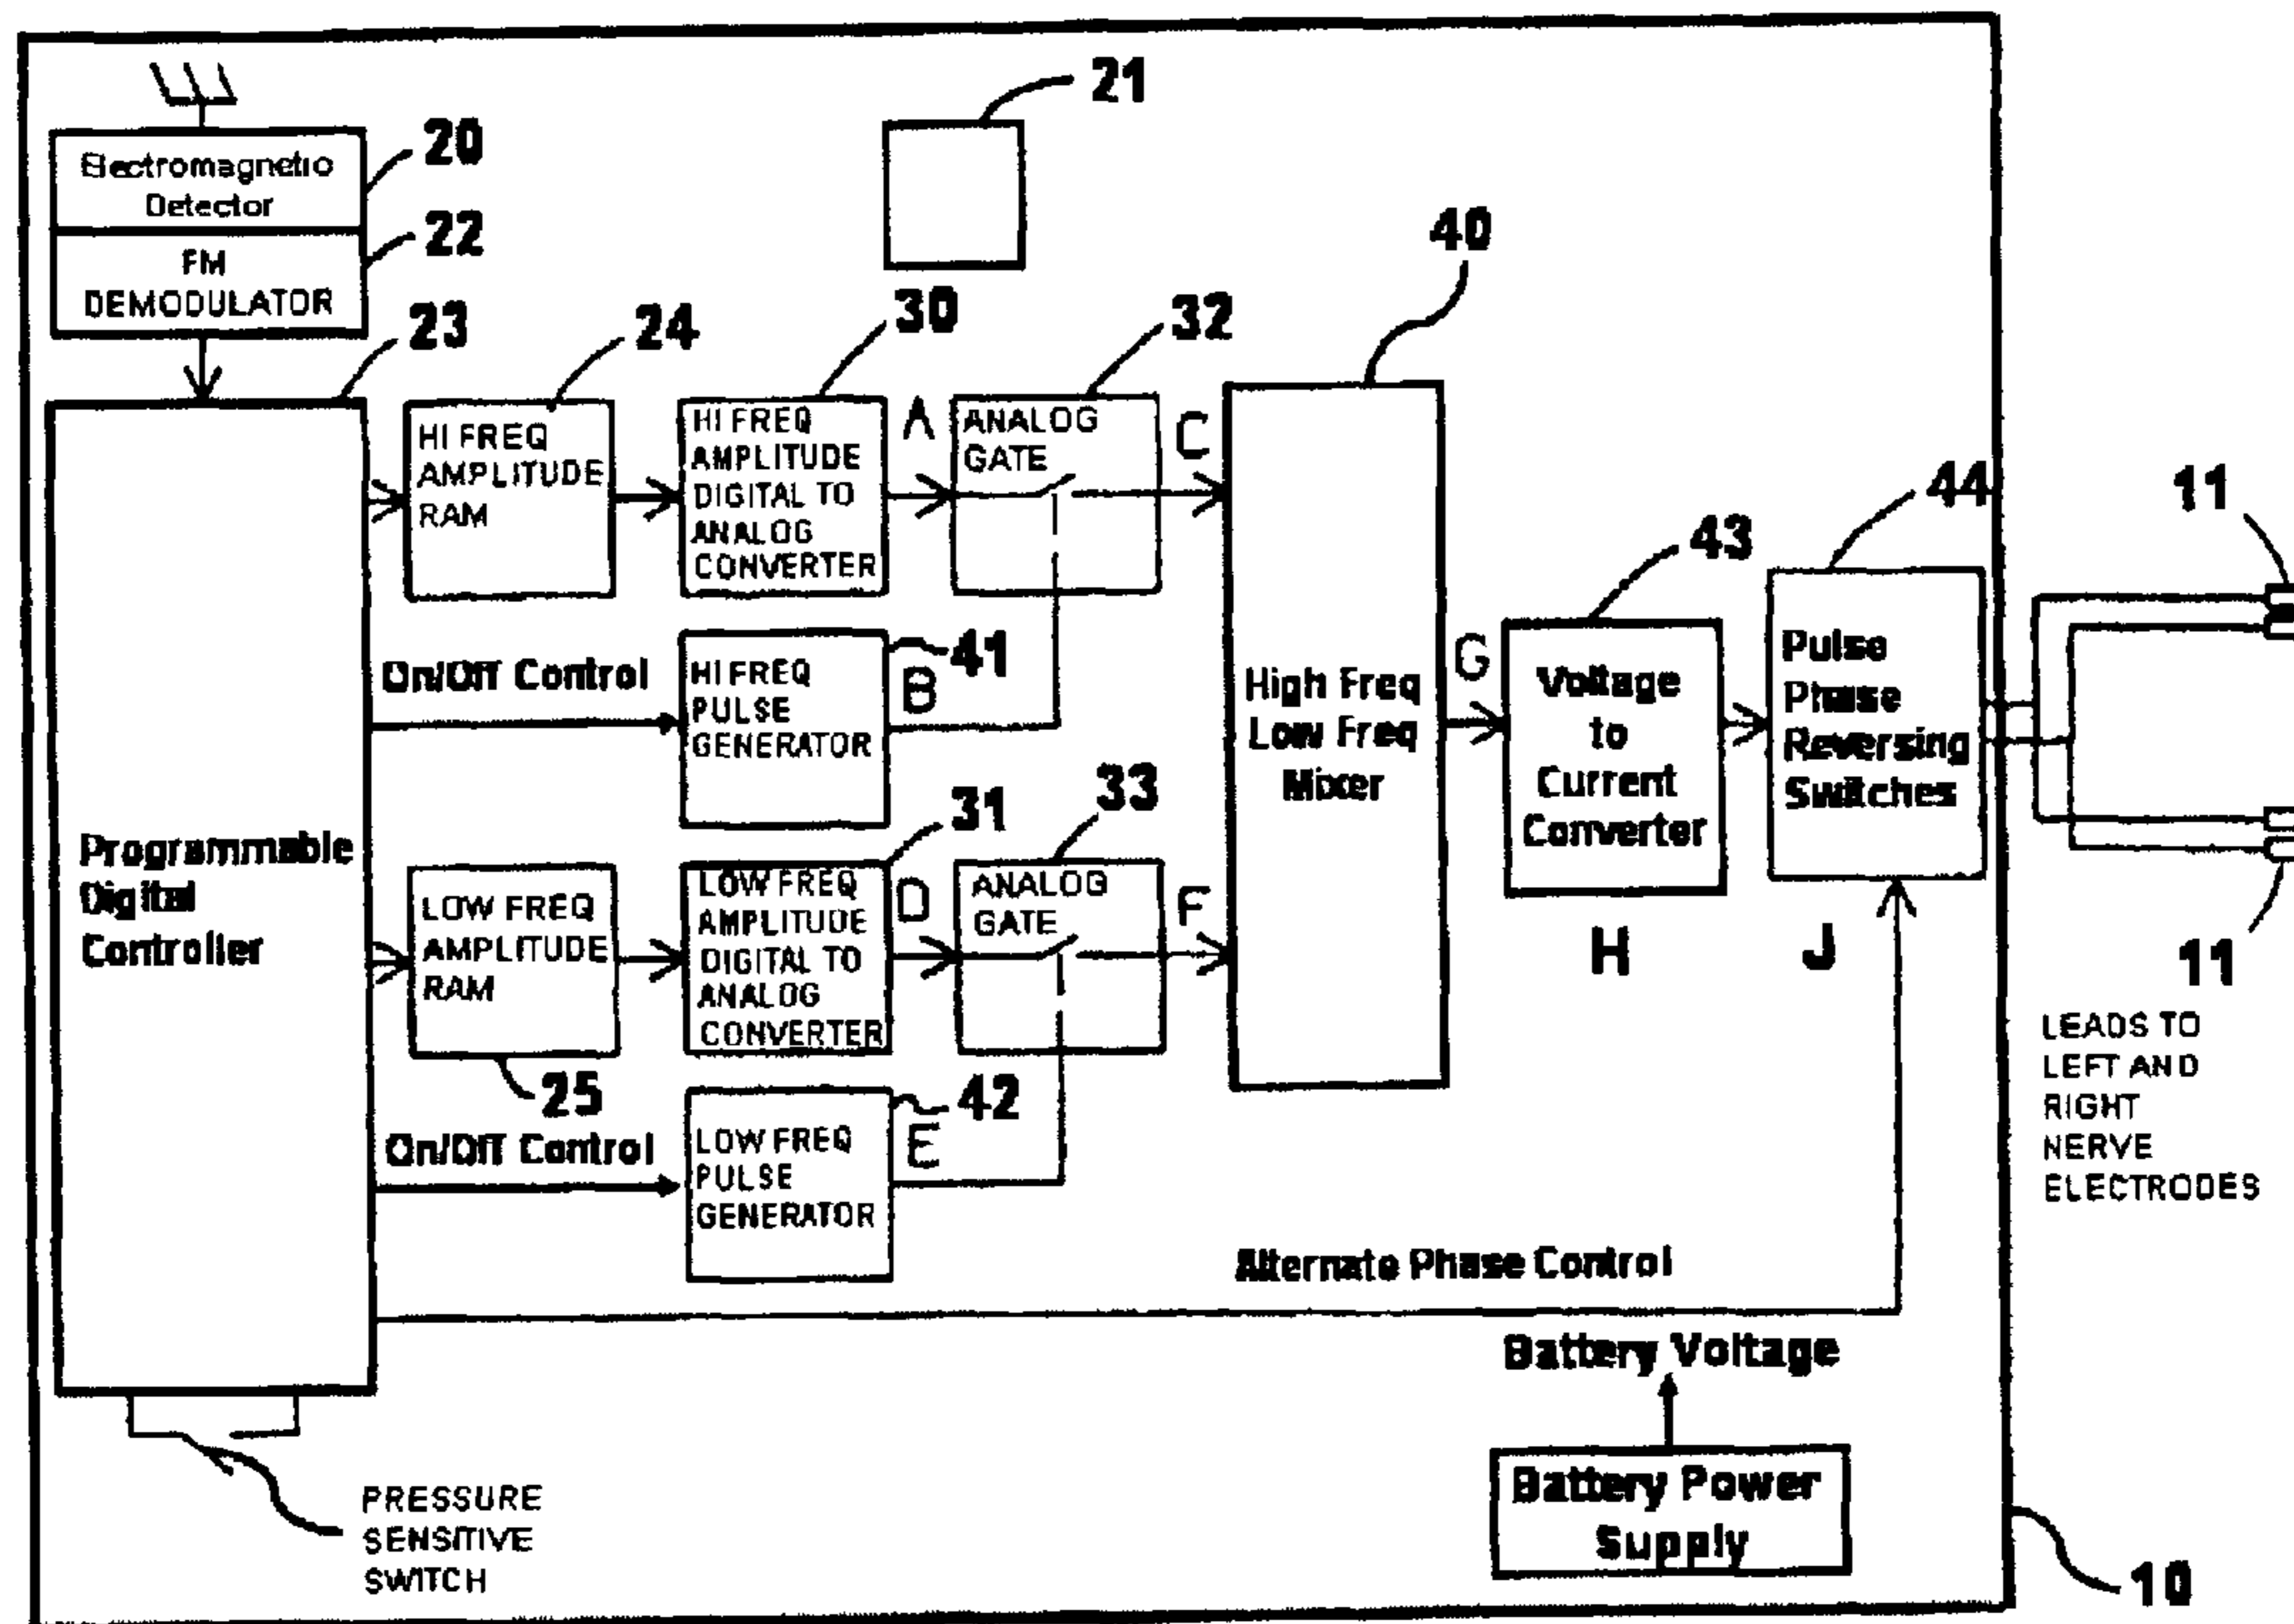 21
20
Electromagnetic
Detector
22
FM
DEMODULATOR
40
23
24
30
32
HI FREQ
AMPLITUDE
RAM
HI FREQ
AMPLITUDE
DIGITAL TO
ANALOG
CONVERTER
A
ANALOG
GATE
C
44
11
43
On/Off Control
HI FREQ
PULSE
GENERATOR
41
B
High Freq
Low Freq
Mixer
G
Voltage
to
Current
Converter
Pulse
Phase
Reversing
Switches
Programmable
Digital
Controller
31
33
LOW FREQ
AMPLITUDE
RAM
25
LOW FREQ
AMPLITUDE
DIGITAL TO
ANALOG
CONVERTER
D
ANALOG
GATE
F
H
J
11
LEADS TO
LEFT AND
RIGHT
NERVE
ELECTRODES
On/Off Control
LOW FREQ
PULSE
GENERATOR
42
E
Alternate Phase Control
Battery Voltage
Battery Power
Supply
PRESSURE
SENSITIVE
SWITCH
10